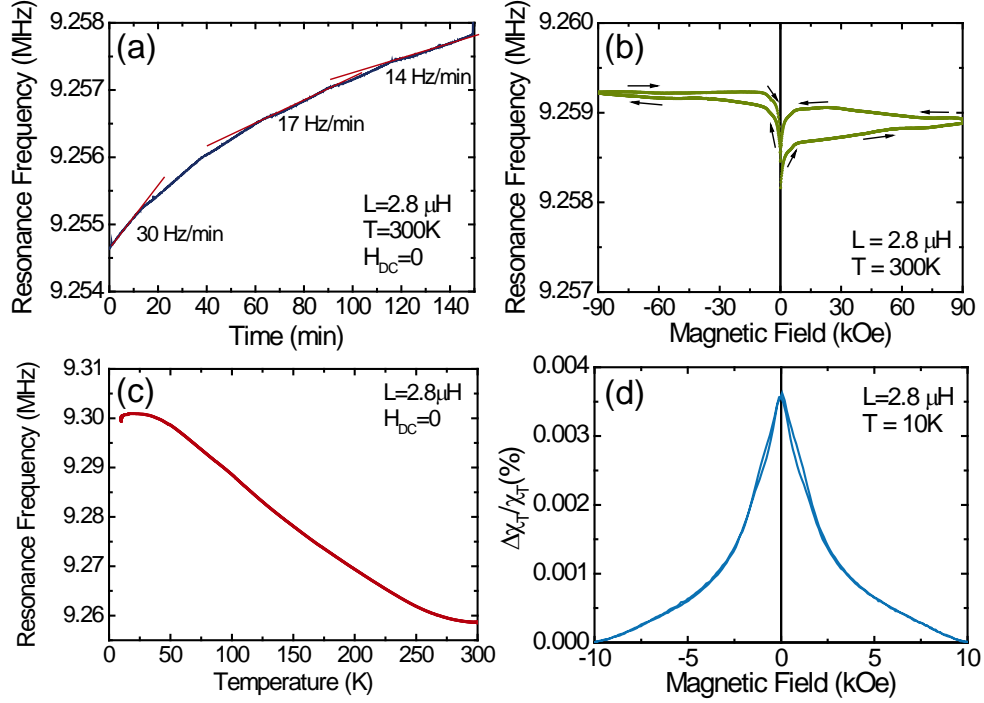 (a)
Resonance Frequency (MHz)
9.258
9.257
9.256
9.255
9.254
14 Hz/min
17 Hz/min
30 Hz/min
L=2.8 μH
T=300K
H_DC=0
0 20 40 60 80 100 120 140
Time (min)
(b)
Resonance Frequency (MHz)
9.260
9.259
9.258
9.257
L = 2.8 μH
T = 300K
-90 -60 -30 0 30 60 90
Magnetic Field (kOe)
(c)
Resonance Frequency (MHz)
9.31
9.30
9.29
9.28
9.27
9.26
L=2.8μH
H_DC=0
0 50 100 150 200 250 300
Temperature (K)
(d)
Δχ_T/χ_T(%)
0.004
0.003
0.002
0.001
0.000
L=2.8 μH
T = 10K
-10 -5 0 5 10
Magnetic Field (kOe)